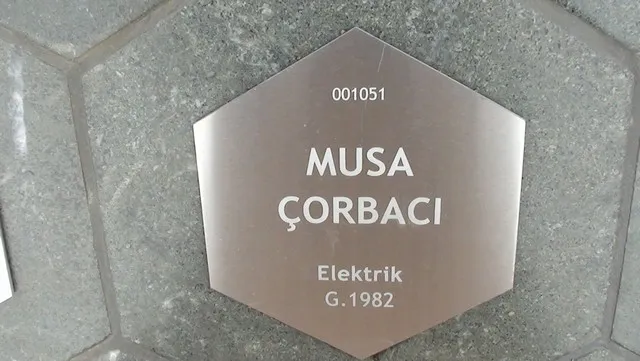 001051
MUSA
ÇORBACI
Elektrik
G.1982